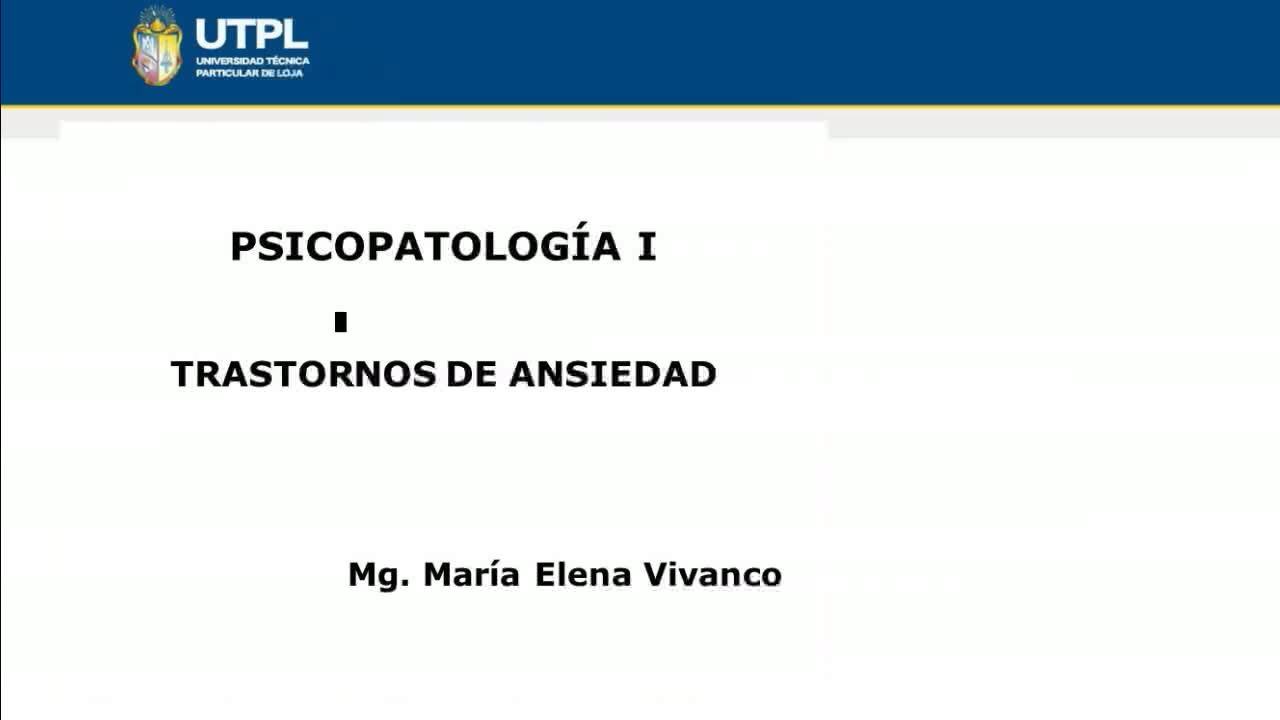 UTPL
UNIVERSIDAD TÉCNICA
PARTICULAR DE LOJA
PSICOPATOLOGÍA I
TRASTORNOS DE ANSIEDAD
Mg. María Elena Vivanco